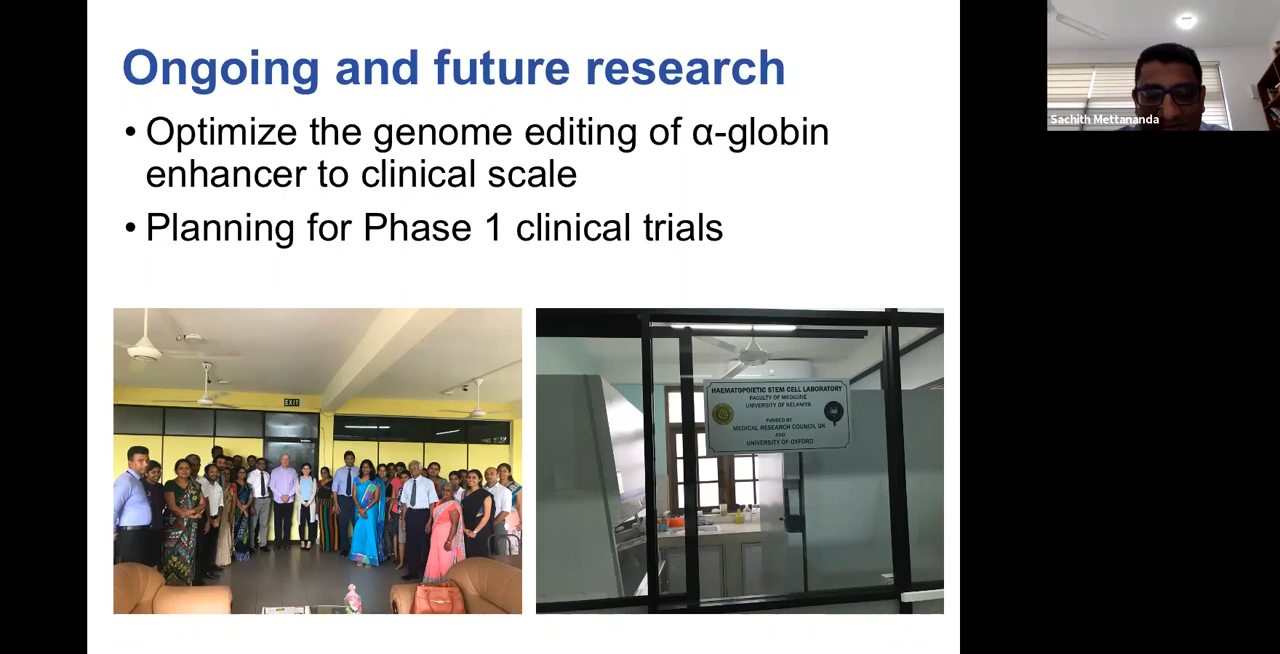 Ongoing and future research
• Optimize the genome editing of α-globin
enhancer to clinical scale
• Planning for Phase 1 clinical trials
Sachith Mettananda
EXIT
HAEMATOPOIETIC STEM CELL LABORATORY
FACULTY OF MEDICINE
UNIVERSITY OF KELANIYA
FUNDED BY
MEDICAL RESEARCH COUNCIL UK
AND
UNIVERSITY OF OXFORD